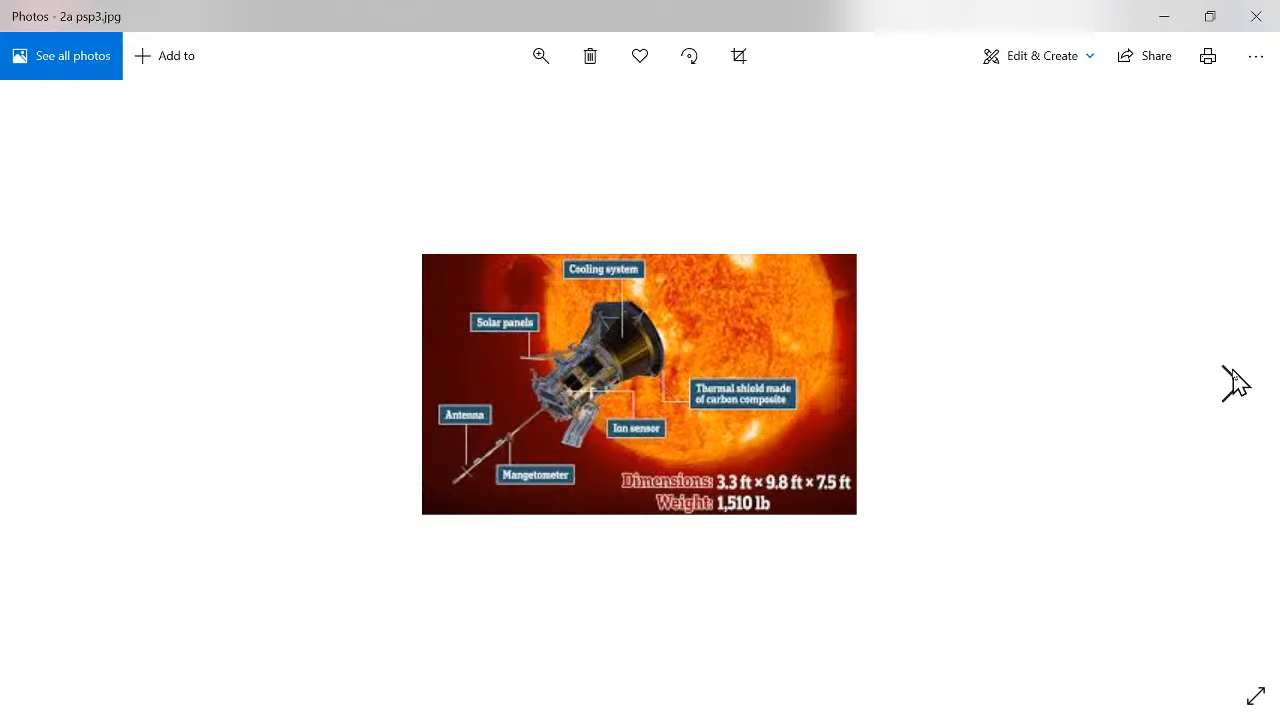 Photos - 2a psp3.jpg
See all photos
Add to
Edit & Create
Share
Cooling system
Solar panels
Thermal shield made
of carbon composite
Antenna
Ion sensor
Mangetometer
Dimensions: 3.3 ft × 9.8 ft × 7.5 ft
Weight: 1,510 lb